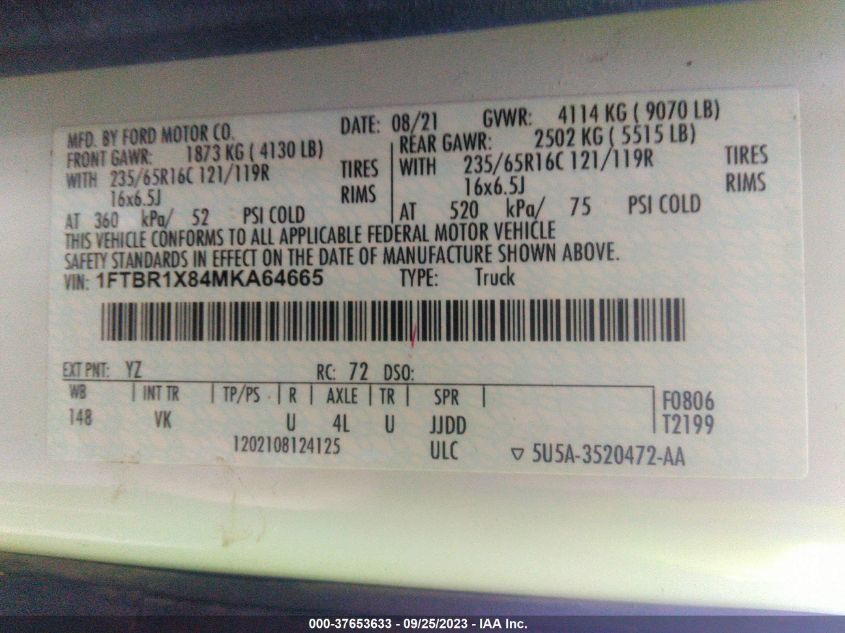 MFD. BY FORD MOTOR CO. DATE: 08/21 GVWR: 4114 KG ( 9070 LB)
FRONT GAWR: 1873 KG ( 4130 LB) REAR GAWR: 2502 KG ( 5515 LB)
WITH 235/65R16C 121/119R TIRES WITH 235/65R16C 121/119R TIRES
16x6.5J RIMS 16x6.5J RIMS
AT 360 kPa/ 52 PSI COLD AT 520 kPa/ 75 PSI COLD
THIS VEHICLE CONFORMS TO ALL APPLICABLE FEDERAL MOTOR VEHICLE
SAFETY STANDARDS IN EFFECT ON THE DATE OF MANUFACTURE SHOWN ABOVE.
VIN: 1FTBR1X84MKA64665 TYPE: Truck
EXT PNT: YZ RC: 72 DSO:
WB INT TR TP/PS R AXLE TR SPR F0806
148 VK U 4L U JJDD T2199
1202108124125 ULC ▽ 5U5A-3520472-AA
000-37653633 - 09/25/2023 - IAA Inc.